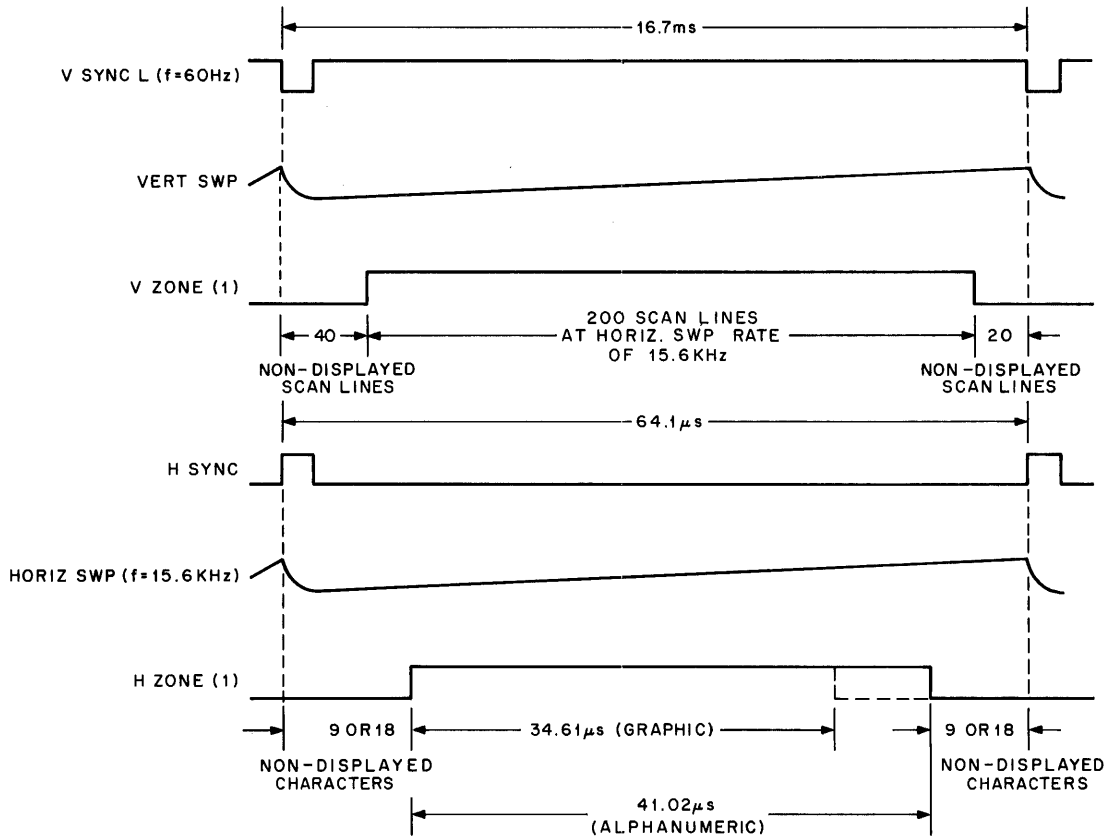 16.7ms
V SYNC L (f=60Hz)
VERT SWP
V ZONE (1)
40
200 SCAN LINES
AT HORIZ. SWP RATE
OF 15.6KHz
20
NON-DISPLAYED
SCAN LINES
NON-DISPLAYED
SCAN LINES
64.1μs
H SYNC
HORIZ SWP (f=15.6KHz)
H ZONE (1)
9 OR 18
34.61μs (GRAPHIC)
9 OR 18
NON-DISPLAYED
CHARACTERS
NON-DISPLAYED
CHARACTERS
41.02μs
(ALPHANUMERIC)